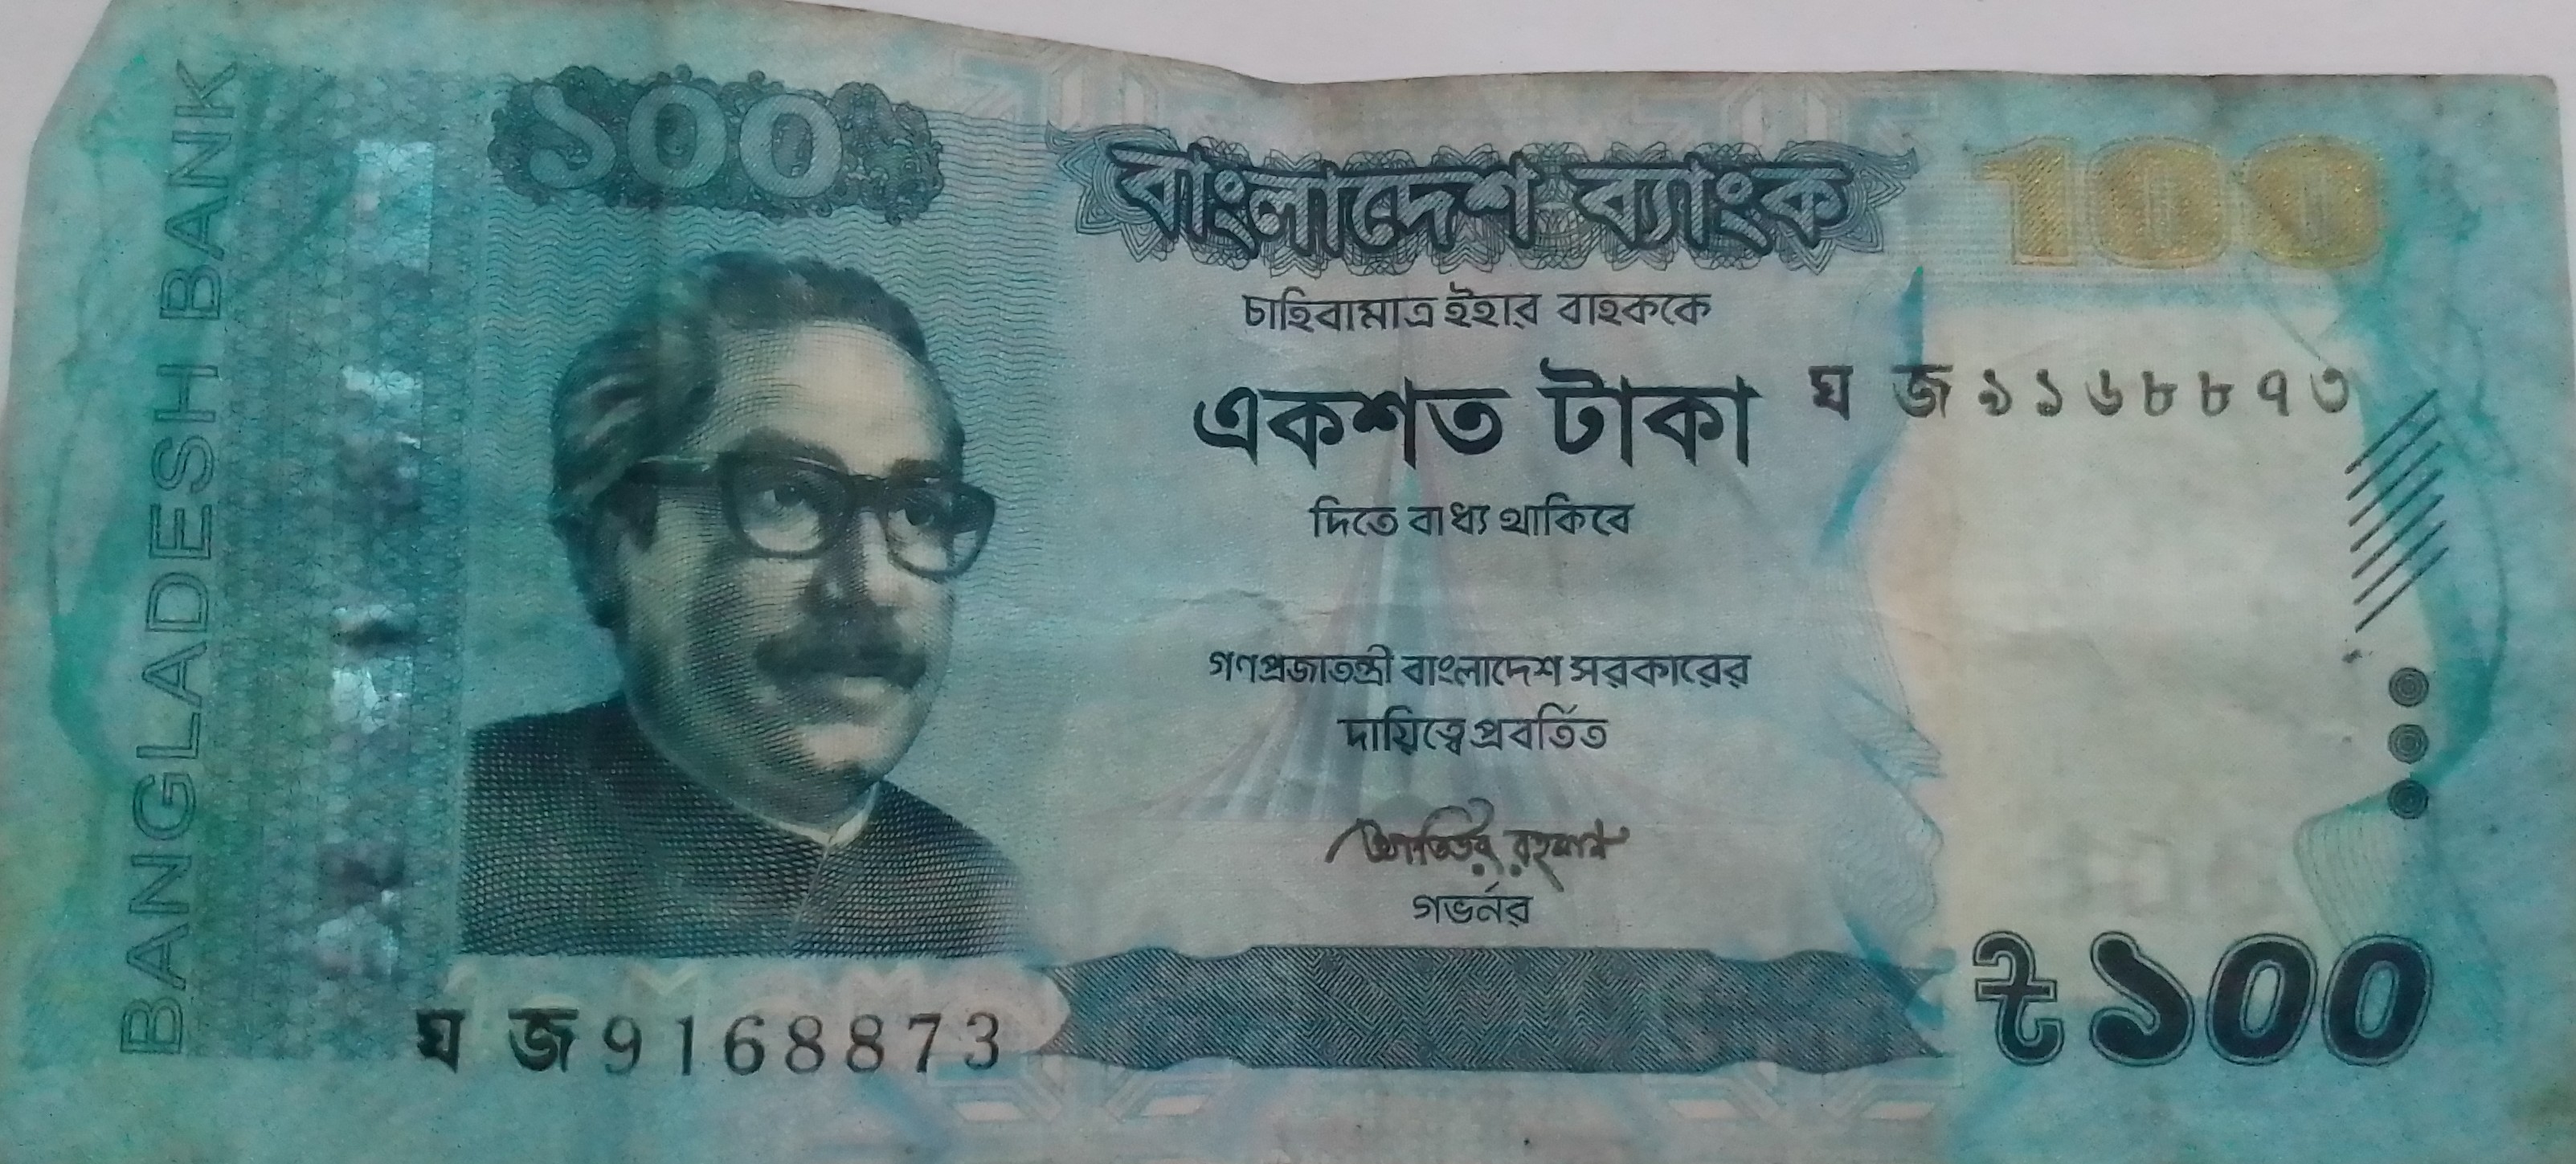 BANGLADESH BANK
১০০
বাংলাদেশ ব্যাংক
100
চাহিবামাত্র ইহার বাহককে
একশত টাকা
ঘ জ ৯১৬৮৮৭৩
দিতে বাধ্য থাকিবে
গণপ্রজাতন্ত্রী বাংলাদেশ সরকারের
দায়িত্বে প্রবর্তিত
আতিউর রহমান
গভর্নর
ঘ জ 9168873
৳১০০